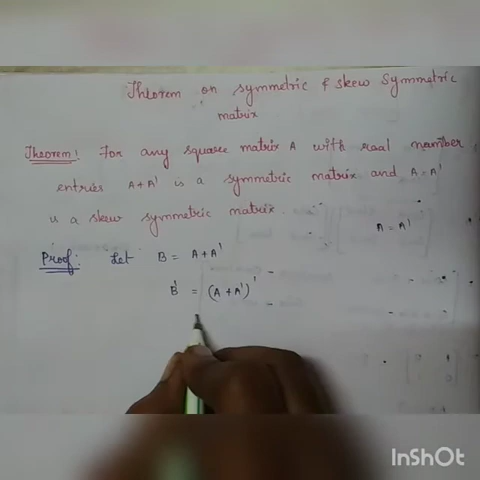 Theorem on symmetric & skew symmetric
matrix
Theorem: For any square matrix A with real number
entries A+A' is a symmetric matrix and A-A'
is a skew symmetric matrix.
A = A'
Proof: Let B = A+A'
B' = (A+A')'
InShOt